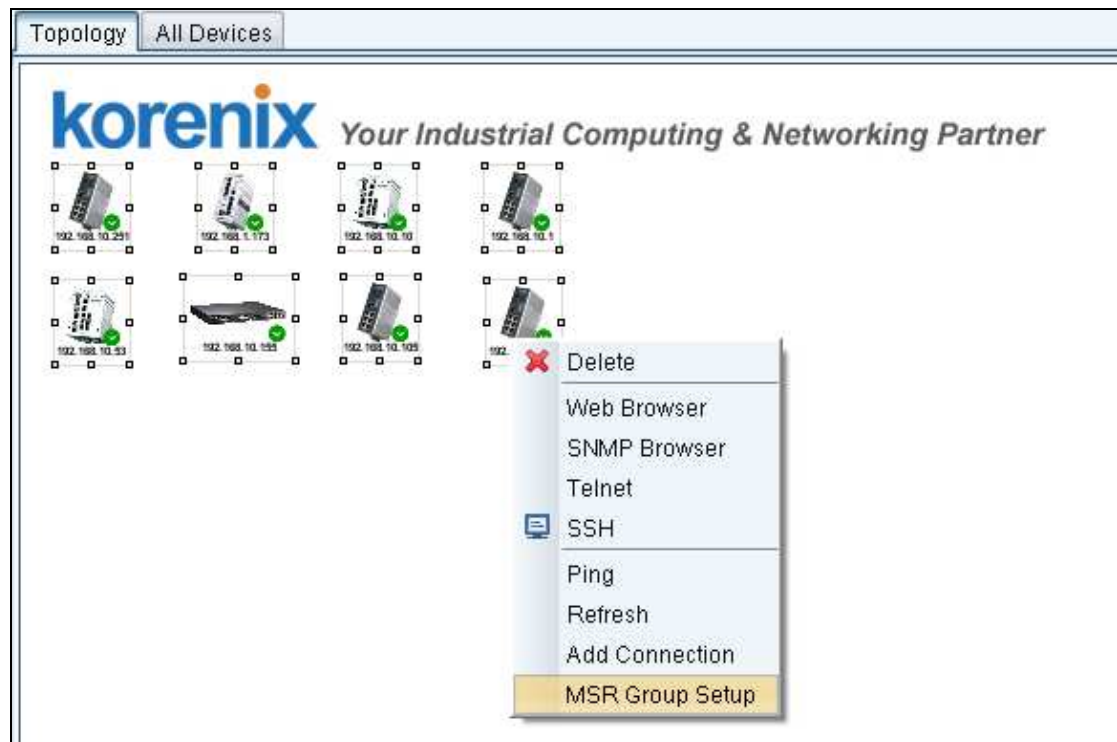 Topology All Devices
korenix Your Industrial Computing & Networking Partner
192.168.10.251 192.168.1.173 192.168.10.10 192.168.10.1
192.168.10.53 192.168.10.155 192.168.10.105 192.
Delete
Web Browser
SNMP Browser
Telnet
SSH
Ping
Refresh
Add Connection
MSR Group Setup